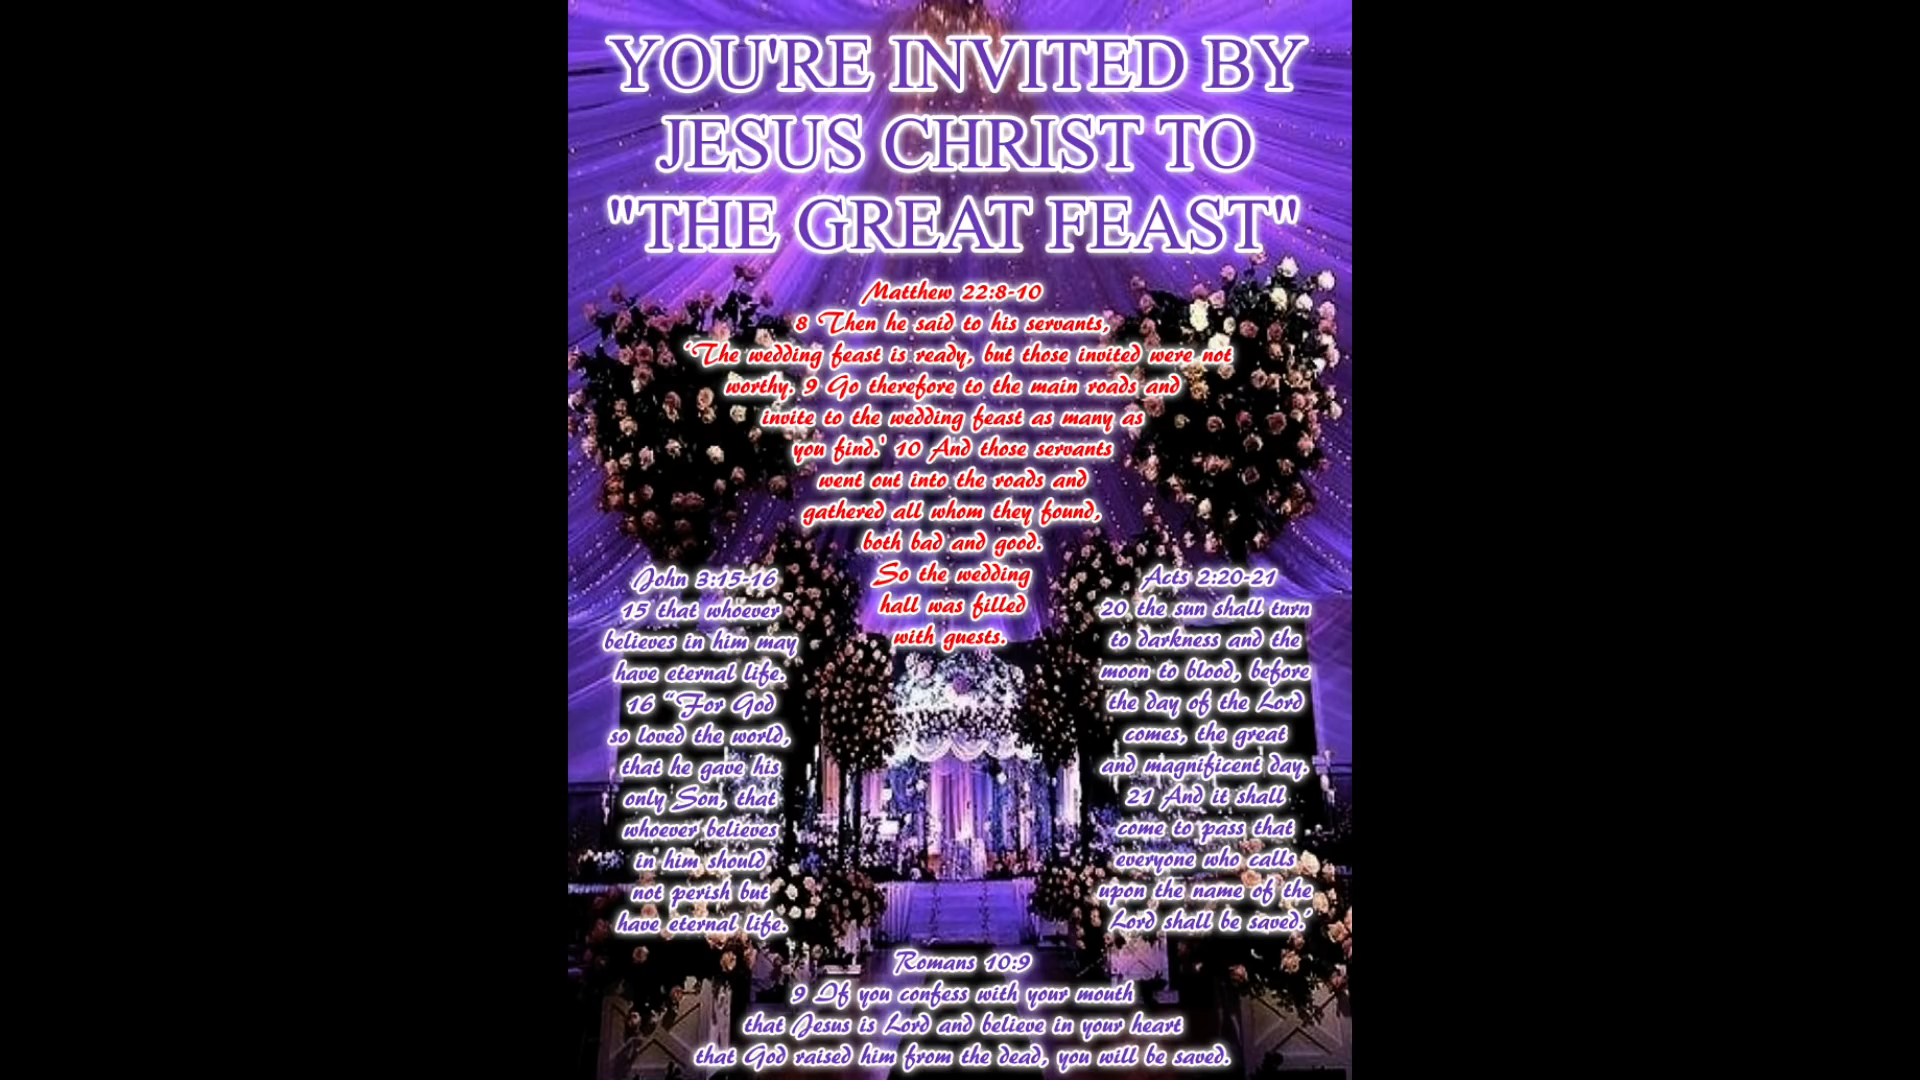 YOU'RE INVITED BY
JESUS CHRIST TO
"THE GREAT FEAST"
Matthew 22:8-10
8 Then he said to his servants,
‘The wedding feast is ready, but those invited were not
worthy. 9 Go therefore to the main roads and
invite to the wedding feast as many as
you find.' 10 And those servants
went out into the roads and
gathered all whom they found,
both bad and good.
So the wedding
hall was filled
with guests.
John 3:15-16
15 that whoever
believes in him may
have eternal life.
16 “For God
so loved the world,
that he gave his
only Son, that
whoever believes
in him should
not perish but
have eternal life.
Acts 2:20-21
20 the sun shall turn
to darkness and the
moon to blood, before
the day of the Lord
comes, the great
and magnificent day.
21 And it shall
come to pass that
everyone who calls
upon the name of the
Lord shall be saved.’
Romans 10:9
9 If you confess with your mouth
that Jesus is Lord and believe in your heart
that God raised him from the dead, you will be saved.